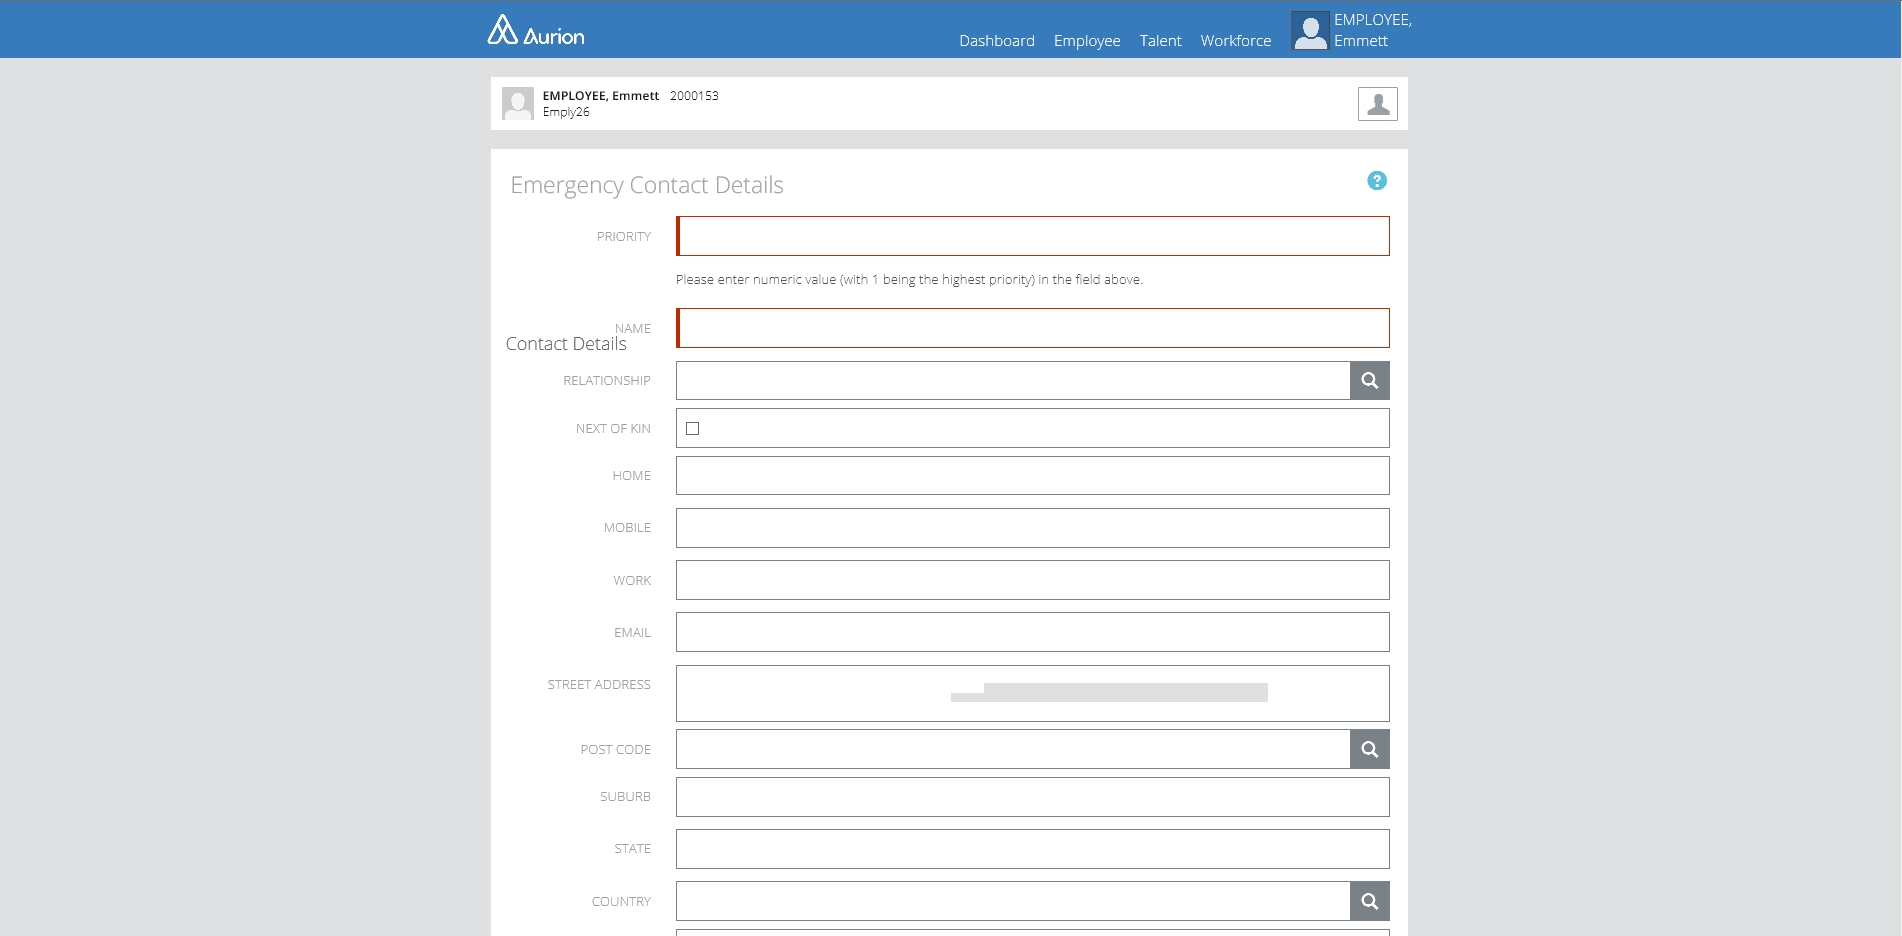 Aurion
Dashboard Employee Talent Workforce
EMPLOYEE,
Emmett
EMPLOYEE, Emmett 2000153
Emply26
Emergency Contact Details
?
PRIORITY
Please enter numeric value (with 1 being the highest priority) in the field above.
NAME
Contact Details
RELATIONSHIP
NEXT OF KIN
HOME
MOBILE
WORK
EMAIL
STREET ADDRESS
POST CODE
SUBURB
STATE
COUNTRY